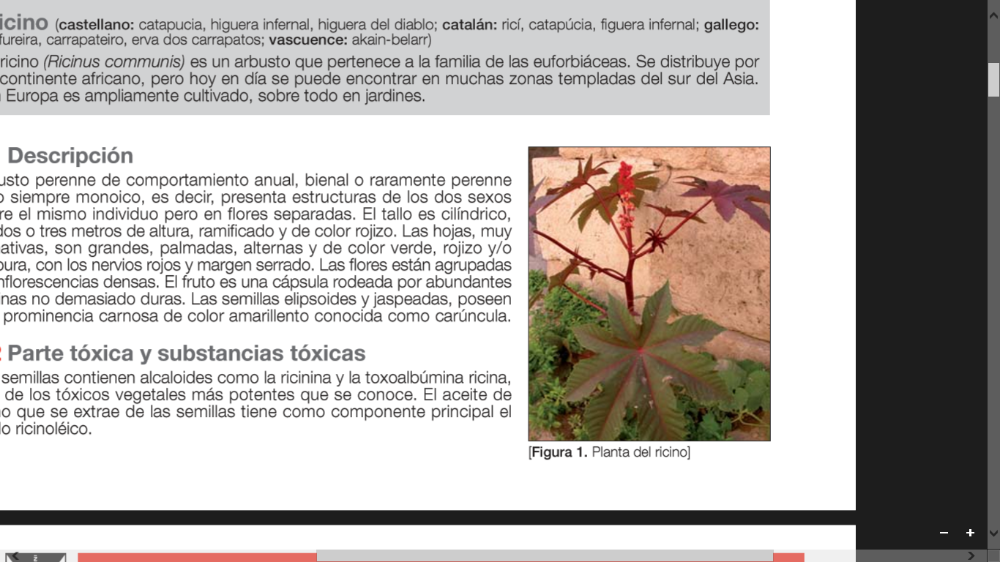 icino (castellano: catapucia, higuera infernal, higuera del diablo; catalán: ricí, catapúcia, figuera infernal; gallego:
fureira, carrapateiro, erva dos carrapatos; vascuence: akain-belarr)
ricino (Ricinus communis) es un arbusto que pertenece a la familia de las euforbiáceas. Se distribuye por
continente africano, pero hoy en día se puede encontrar en muchas zonas templadas del sur del Asia.
Europa es ampliamente cultivado, sobre todo en jardines.
Descripción
usto perenne de comportamiento anual, bienal o raramente perenne
o siempre monoico, es decir, presenta estructuras de los dos sexos
re el mismo individuo pero en flores separadas. El tallo es cilíndrico,
dos o tres metros de altura, ramificado y de color rojizo. Las hojas, muy
ativas, son grandes, palmadas, alternas y de color verde, rojizo y/o
pura, con los nervios rojos y margen serrado. Las flores están agrupadas
nflorescencias densas. El fruto es una cápsula rodeada por abundantes
inas no demasiado duras. Las semillas elipsoides y jaspeadas, poseen
prominencia carnosa de color amarillento conocida como carúncula.
2 Parte tóxica y substancias tóxicas
semillas contienen alcaloides como la ricinina y la toxoalbúmina ricina,
de los tóxicos vegetales más potentes que se conoce. El aceite de
no que se extrae de las semillas tiene como componente principal el
do ricinoléico.
[Figura 1. Planta del ricino]